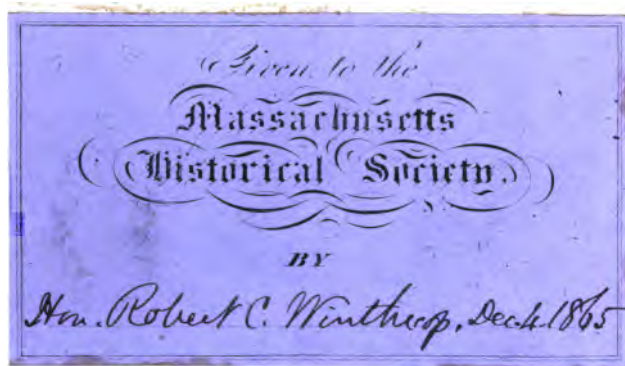 Given to the
Massachusetts
Historical Society.
BY
Hon. Robert C. Winthrop, Dec. 4. 1865